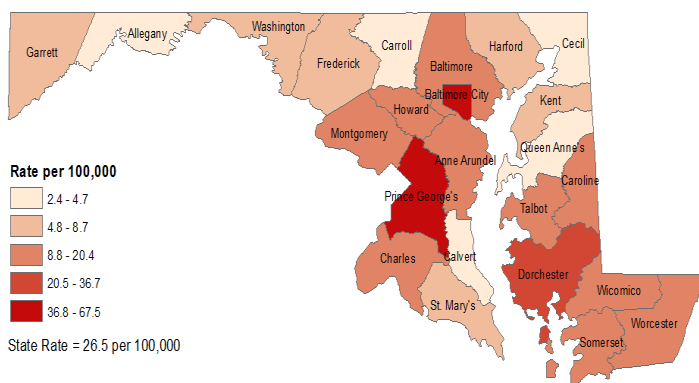 Garrett
Allegany
Washington
Frederick
Carroll
Baltimore
Harford
Cecil
Baltimore City
Howard
Kent
Montgomery
Queen Anne's
Anne Arundel
Caroline
Prince George's
Talbot
Charles
Calvert
Dorchester
St. Mary's
Wicomico
Worcester
Somerset
Rate per 100,000
2.4 - 4.7
4.8 - 8.7
8.8 - 20.4
20.5 - 36.7
36.8 - 67.5
State Rate = 26.5 per 100,000